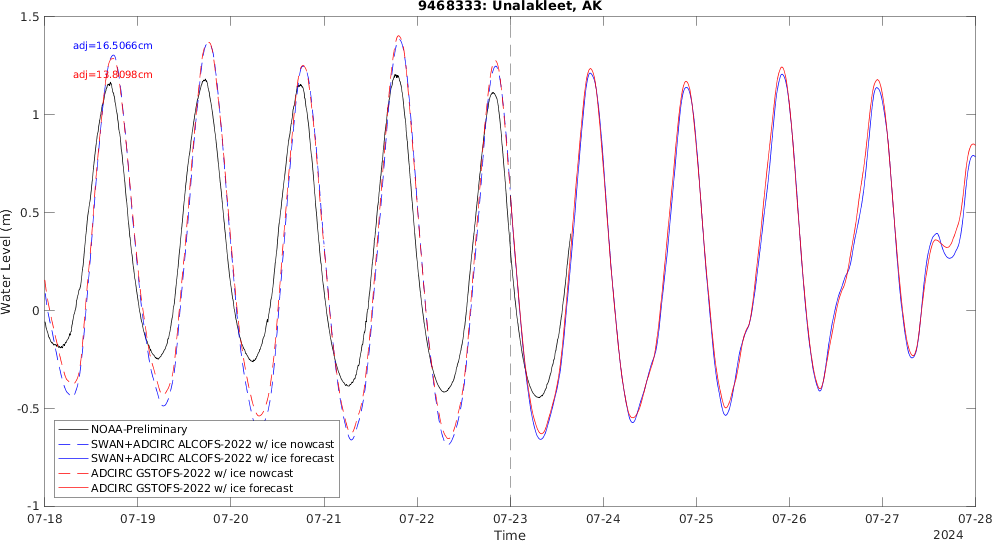 9468333: Unalakleet, AK
adj=16.5066cm
adj=13.8098cm
1.5
1
0.5
0
-0.5
-1
Water Level (m)
NOAA-Preliminary
SWAN+ADCIRC ALCOFS-2022 w/ ice nowcast
SWAN+ADCIRC ALCOFS-2022 w/ ice forecast
ADCIRC GSTOFS-2022 w/ ice nowcast
ADCIRC GSTOFS-2022 w/ ice forecast
07-18 07-19 07-20 07-21 07-22 07-23 07-24 07-25 07-26 07-27 07-28
Time
2024